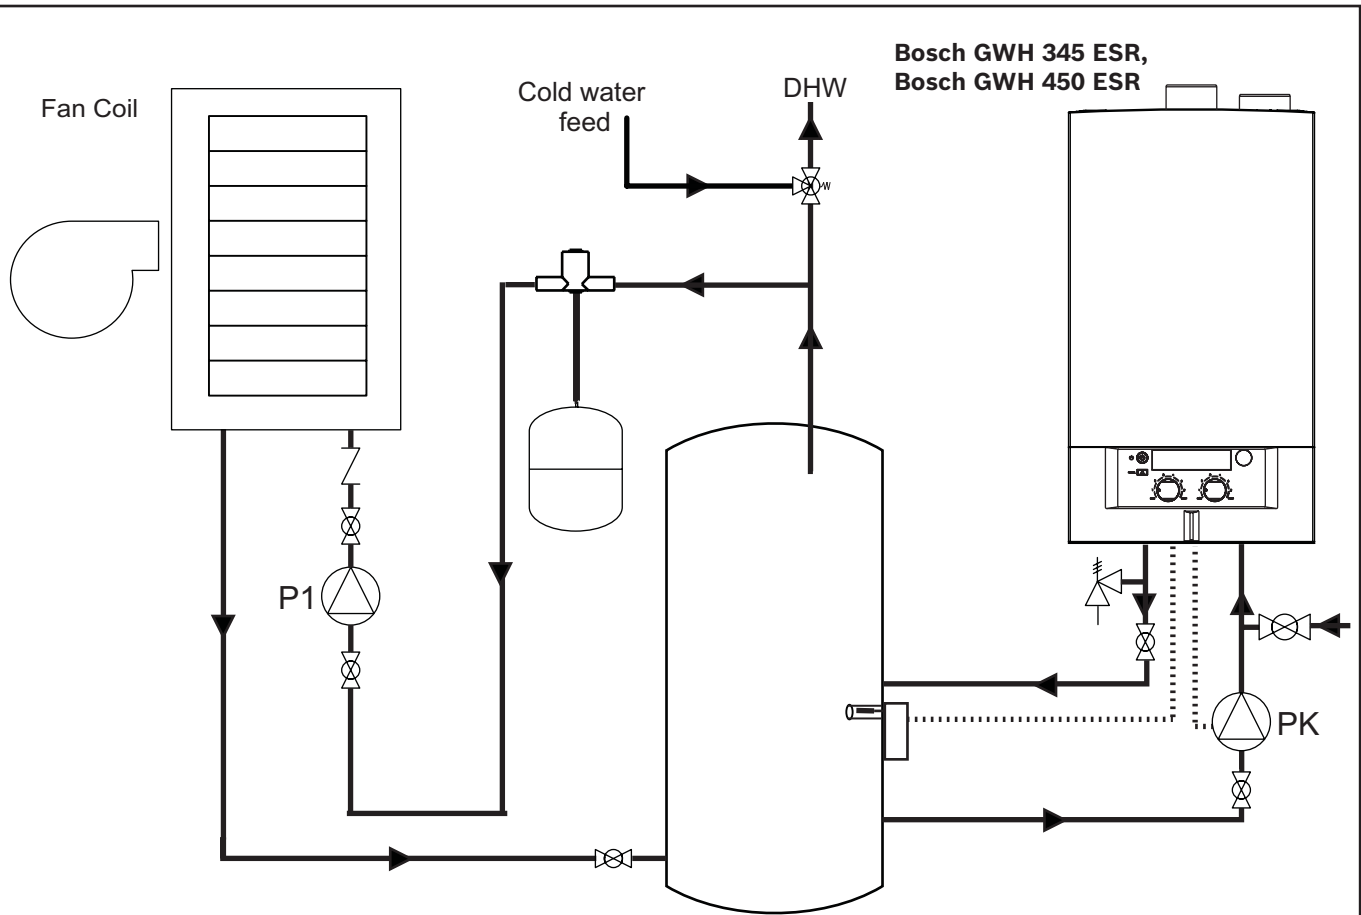 Bosch GWH 345 ESR,
Bosch GWH 450 ESR
Fan Coil
Cold water
feed
DHW
P1
PK